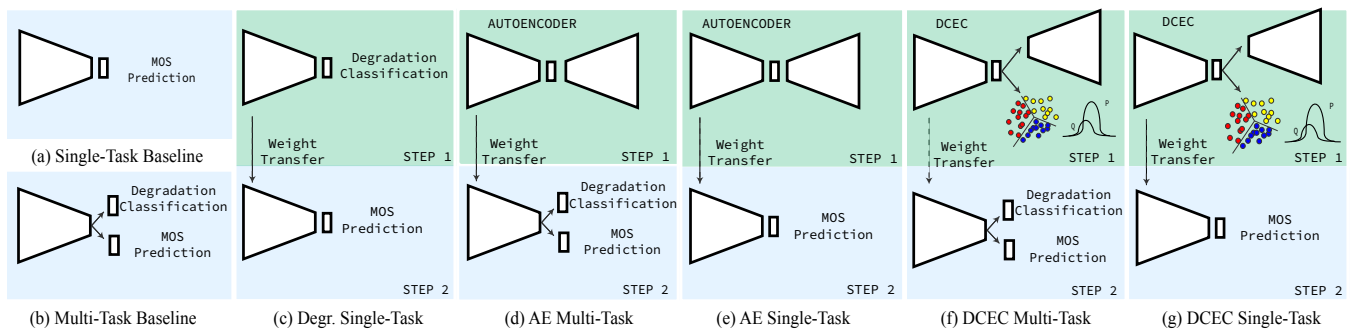 MOS
Prediction
(a) Single-Task Baseline
Degradation
Classification
MOS
Prediction
(b) Multi-Task Baseline
Degradation
Classification
Weight
Transfer
STEP 1
MOS
Prediction
STEP 2
(c) Degr. Single-Task
AUTOENCODER
Weight
Transfer
STEP 1
Degradation
Classification
MOS
Prediction
STEP 2
(d) AE Multi-Task
AUTOENCODER
Weight
Transfer
STEP 1
MOS
Prediction
STEP 2
(e) AE Single-Task
DCEC
P
Q
Weight
Transfer
STEP 1
Degradation
Classification
MOS
Prediction
STEP 2
(f) DCEC Multi-Task
DCEC
P
Q
Weight
Transfer
STEP 1
MOS
Prediction
STEP 2
(g) DCEC Single-Task